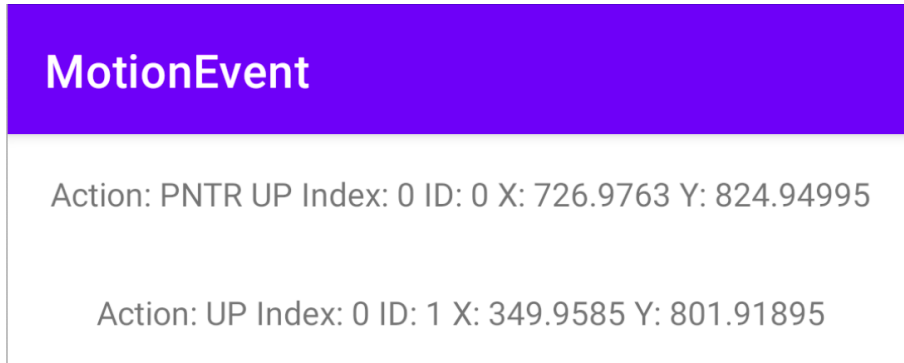 MotionEvent
Action: PNTR UP Index: 0 ID: 0 X: 726.9763 Y: 824.94995
Action: UP Index: 0 ID: 1 X: 349.9585 Y: 801.91895